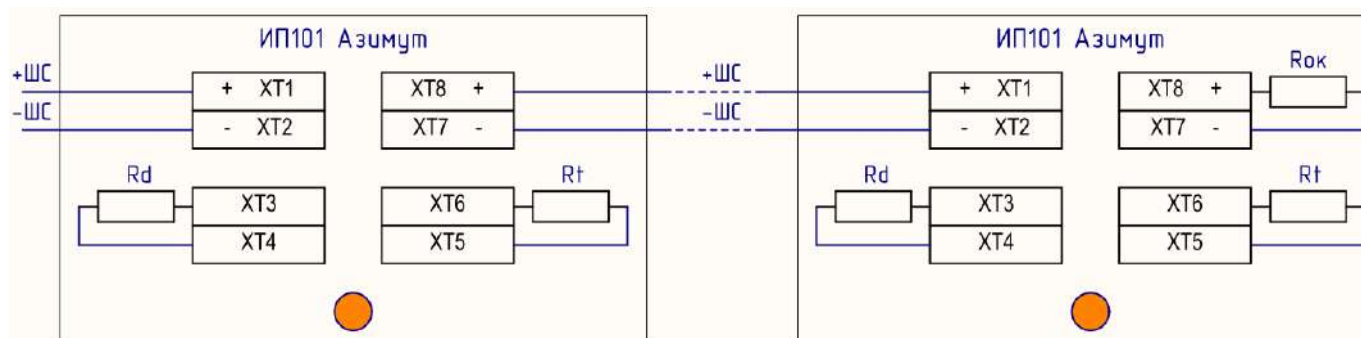 ИП101 Азимут
ИП101 Азимут
+ШС
+ XT1
XT8 +
+ШС
+ XT1
XT8 +
Rок
-ШС
- XT2
XT7 -
-ШС
- XT2
XT7 -
Rd
Rt
Rd
Rt
XT3
XT6
XT3
XT6
XT4
XT5
XT4
XT5